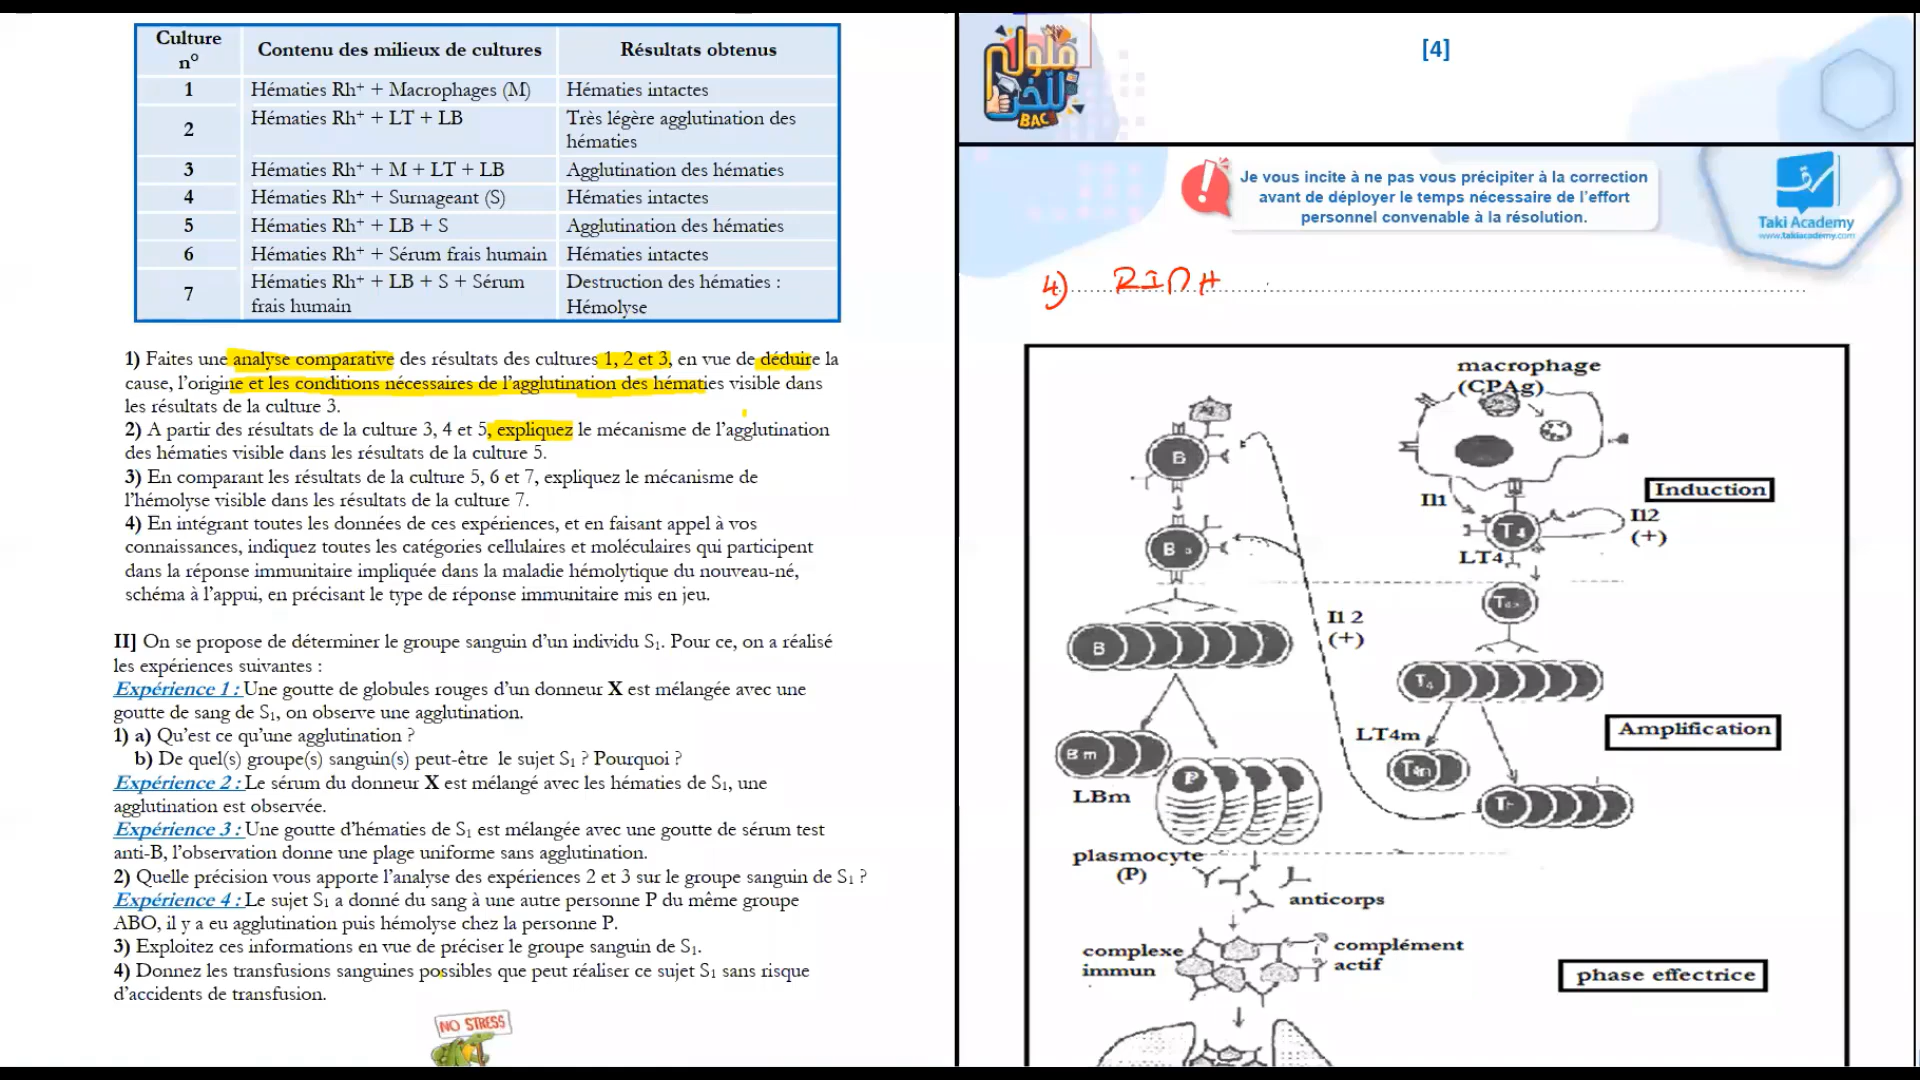 Culture n°
Contenu des milieux de cultures
Résultats obtenus
1 Hématies Rh+ + Macrophages (M) Hématies intactes
2 Hématies Rh+ + LT + LB Très légère agglutination des hématies
3 Hématies Rh+ + M + LT + LB Agglutination des hématies
4 Hématies Rh+ + Surnageant (S) Hématies intactes
5 Hématies Rh+ + LB + S Agglutination des hématies
6 Hématies Rh+ + Sérum frais humain Hématies intactes
7 Hématies Rh+ + LB + S + Sérum frais humain Destruction des hématies : Hémolyse
1) Faites une analyse comparative des résultats des cultures 1, 2 et 3, en vue de déduire la
cause, l'origine et les conditions nécessaires de l'agglutination des hématies visible dans
les résultats de la culture 3.
2) A partir des résultats de la culture 3, 4 et 5, expliquez le mécanisme de l'agglutination
des hématies visible dans les résultats de la culture 5.
3) En comparant les résultats de la culture 5, 6 et 7, expliquez le mécanisme de
l'hémolyse visible dans les résultats de la culture 7.
4) En intégrant toutes les données de ces expériences, et en faisant appel à vos
connaissances, indiquez toutes les catégories cellulaires et moléculaires qui participent
dans la réponse immunitaire impliquée dans la maladie hémolytique du nouveau-né,
schéma à l'appui, en précisant le type de réponse immunitaire mis en jeu.
II] On se propose de déterminer le groupe sanguin d'un individu S1. Pour ce, on a réalisé
les expériences suivantes :
Expérience 1 : Une goutte de globules rouges d'un donneur X est mélangée avec une
goutte de sang de S1, on observe une agglutination.
1) a) Qu'est ce qu'une agglutination ?
b) De quel(s) groupe(s) sanguin(s) peut-être le sujet S1 ? Pourquoi ?
Expérience 2 : Le sérum du donneur X est mélangé avec les hématies de S1, une
agglutination est observée.
Expérience 3 : Une goutte d'hématies de S1 est mélangée avec une goutte de sérum test
anti-B, l'observation donne une plage uniforme sans agglutination.
2) Quelle précision vous apporte l'analyse des expériences 2 et 3 sur le groupe sanguin de S1 ?
Expérience 4 : Le sujet S1 a donné du sang à une autre personne P du même groupe
ABO, il y a eu agglutination puis hémolyse chez la personne P.
3) Exploitez ces informations en vue de préciser le groupe sanguin de S1.
4) Donnez les transfusions sanguines possibles que peut réaliser ce sujet S1 sans risque
d'accidents de transfusion.
NO STRESS
BAC
[4]
Je vous incite à ne pas vous précipiter à la correction
avant de déployer le temps nécessaire de l'effort
personnel convenable à la résolution.
Taki Academy
www.takiacademy.com
4) RIMH
macrophage
(CPAg)
B
Il1
Induction
T4
Il2
(+)
LT4
B
Il 2
(+)
B
T4
Amplification
LT4m
Bm
T4m
LBm
P
plasmocyte
(P)
anticorps
complexe
immun
complément
actif
phase effectrice